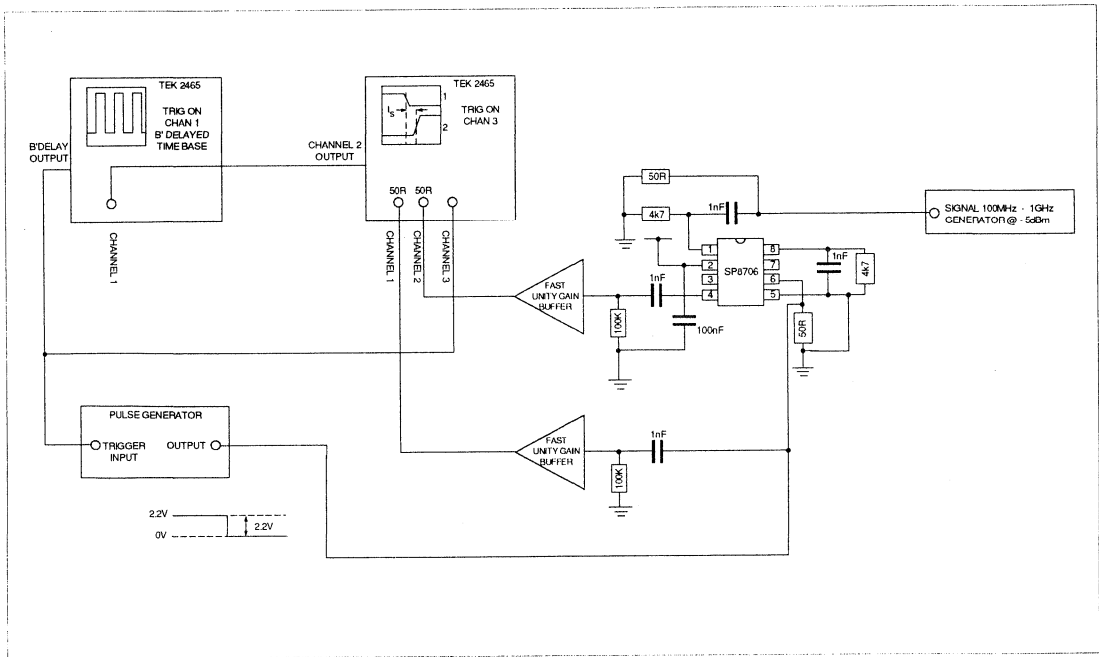 TEK 2465
TRIG ON
CHAN 1
B' DELAYED
TIME BASE
B'DELAY
OUTPUT
CHANNEL 1
TEK 2465
TRIG ON
CHAN 3
1
2
CHANNEL 2
OUTPUT
50R
50R
CHANNEL 1
CHANNEL 2
CHANNEL 3
50R
4k7
1nF
SIGNAL 100MHz - 1GHz
GENERATOR @ - 5dBm
1
2
3
4
SP8706
8
7
6
5
1nF
4k7
50R
1nF
100K
100nF
FAST
UNITY GAIN
BUFFER
FAST
UNITY GAIN
BUFFER
1nF
100K
PULSE GENERATOR
TRIGGER
INPUT
OUTPUT
2.2V
0V
2.2V